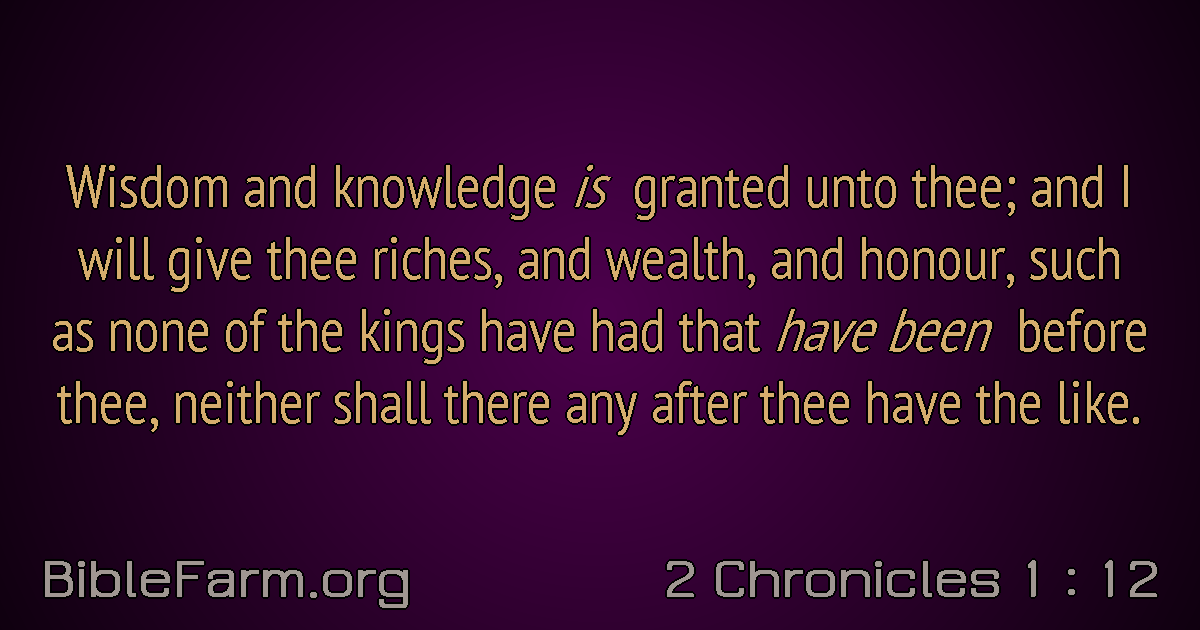 Wisdom and knowledge is granted unto thee; and I
will give thee riches, and wealth, and honour, such
as none of the kings have had that have been before
thee, neither shall there any after thee have the like.
BibleFarm.org
2 Chronicles 1 : 12